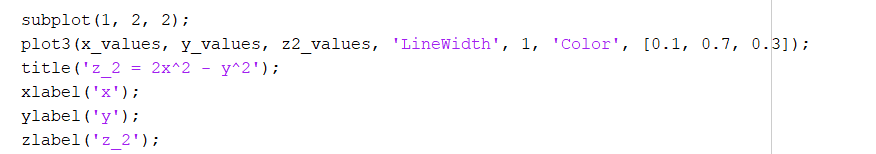 subplot(1, 2, 2);
plot3(x_values, y_values, z2_values, 'LineWidth', 1, 'Color', [0.1, 0.7, 0.3]);
title('z_2 = 2x^2 - y^2');
xlabel('x');
ylabel('y');
zlabel('z_2');